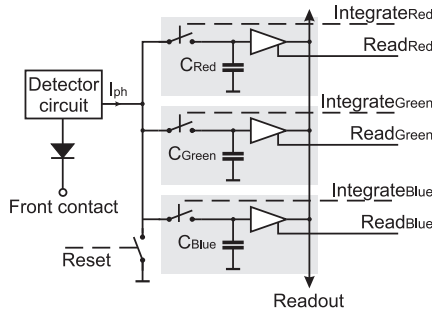 IntegrateRed
ReadRed
Detector
circuit
Iph
CRed
IntegrateGreen
ReadGreen
CGreen
Front contact
IntegrateBlue
ReadBlue
CBlue
Reset
Readout